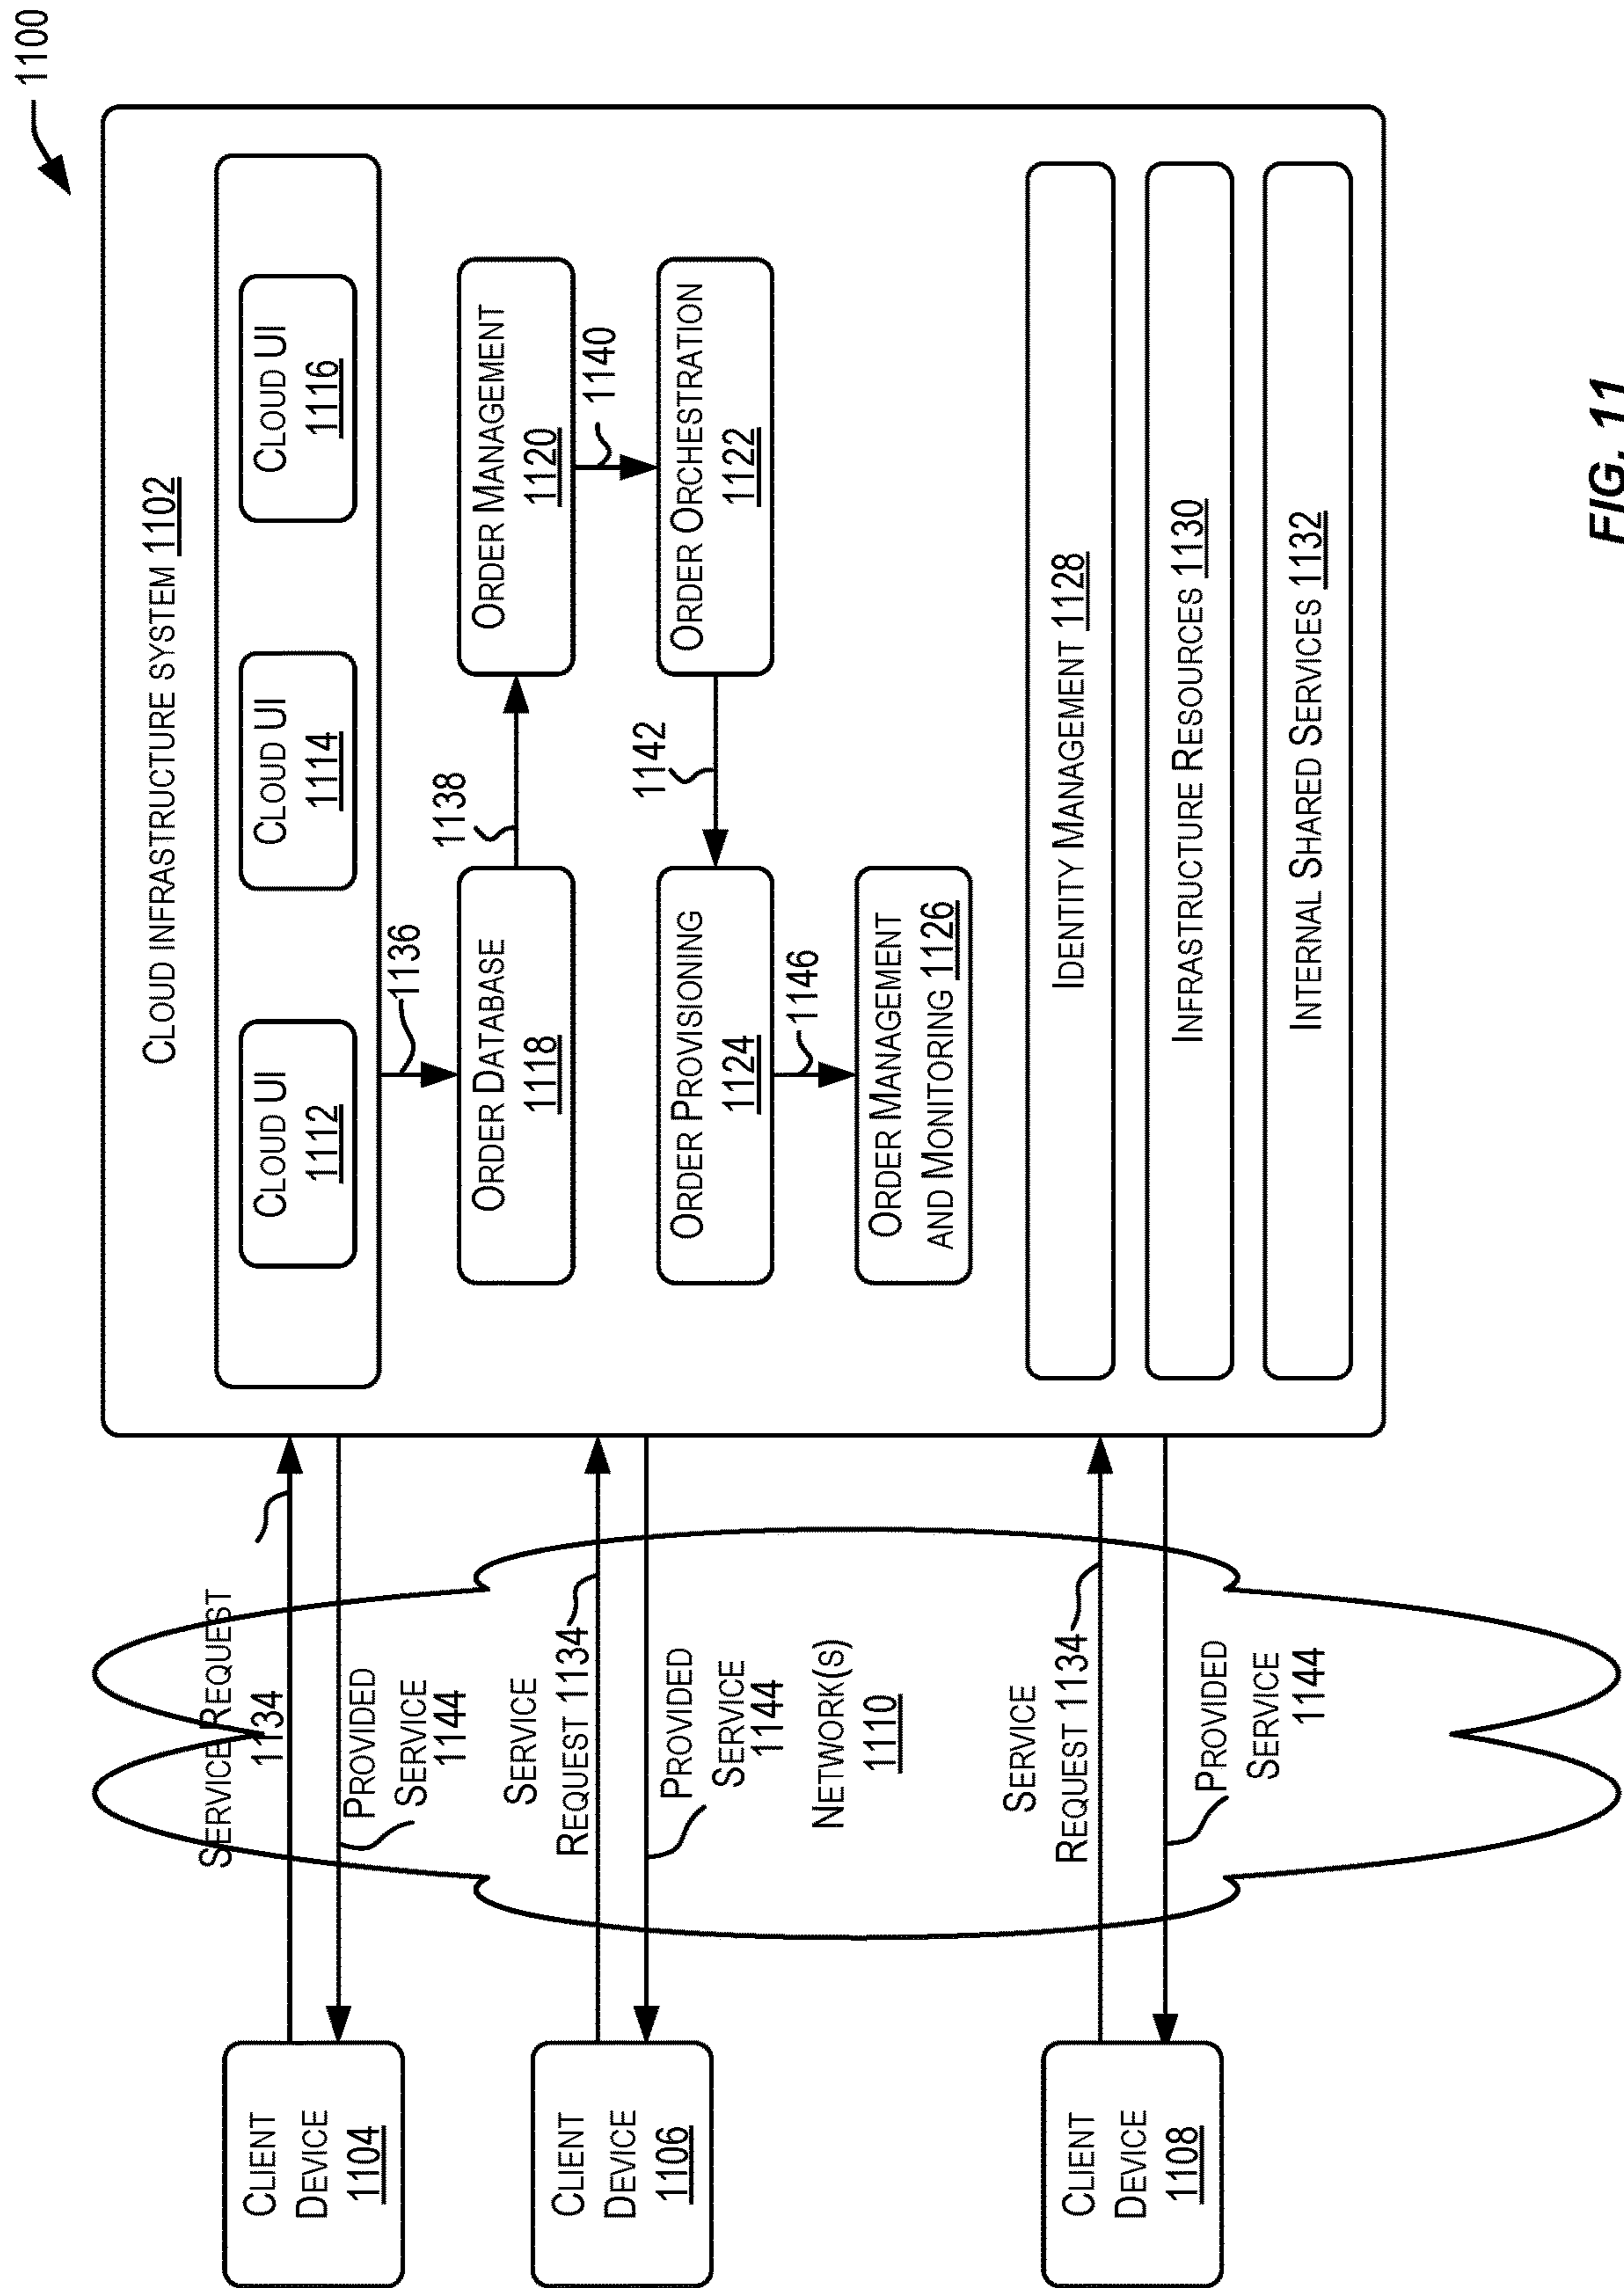 1100
CLOUD INFRASTRUCTURE SYSTEM 1102
CLOUD UI
1112
CLOUD UI
1114
CLOUD UI
1116
1136
ORDER DATABASE
1118
1138
ORDER MANAGEMENT
1120
1140
ORDER ORCHESTRATION
1122
1142
ORDER PROVISIONING
1124
1146
ORDER MANAGEMENT
AND MONITORING 1126
IDENTITY MANAGEMENT 1128
INFRASTRUCTURE RESOURCES 1130
INTERNAL SHARED SERVICES 1132
CLIENT
DEVICE
1104
SERVICE REQUEST
1134
PROVIDED
SERVICE
1144
CLIENT
DEVICE
1106
SERVICE
REQUEST 1134
PROVIDED
SERVICE
1144
NETWORK(S)
1110
CLIENT
DEVICE
1108
SERVICE
REQUEST 1134
PROVIDED
SERVICE
1144
FIG. 11